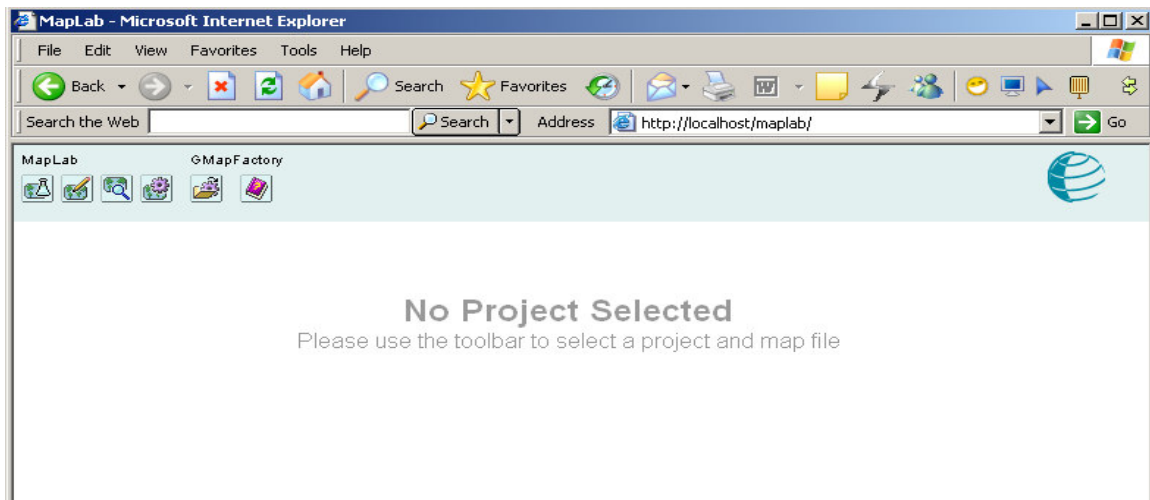 MapLab - Microsoft Internet Explorer
File Edit View Favorites Tools Help
Back Search Favorites
Search the Web Search Address http://localhost/maplab/ Go
MapLab GMapFactory
No Project Selected
Please use the toolbar to select a project and map file